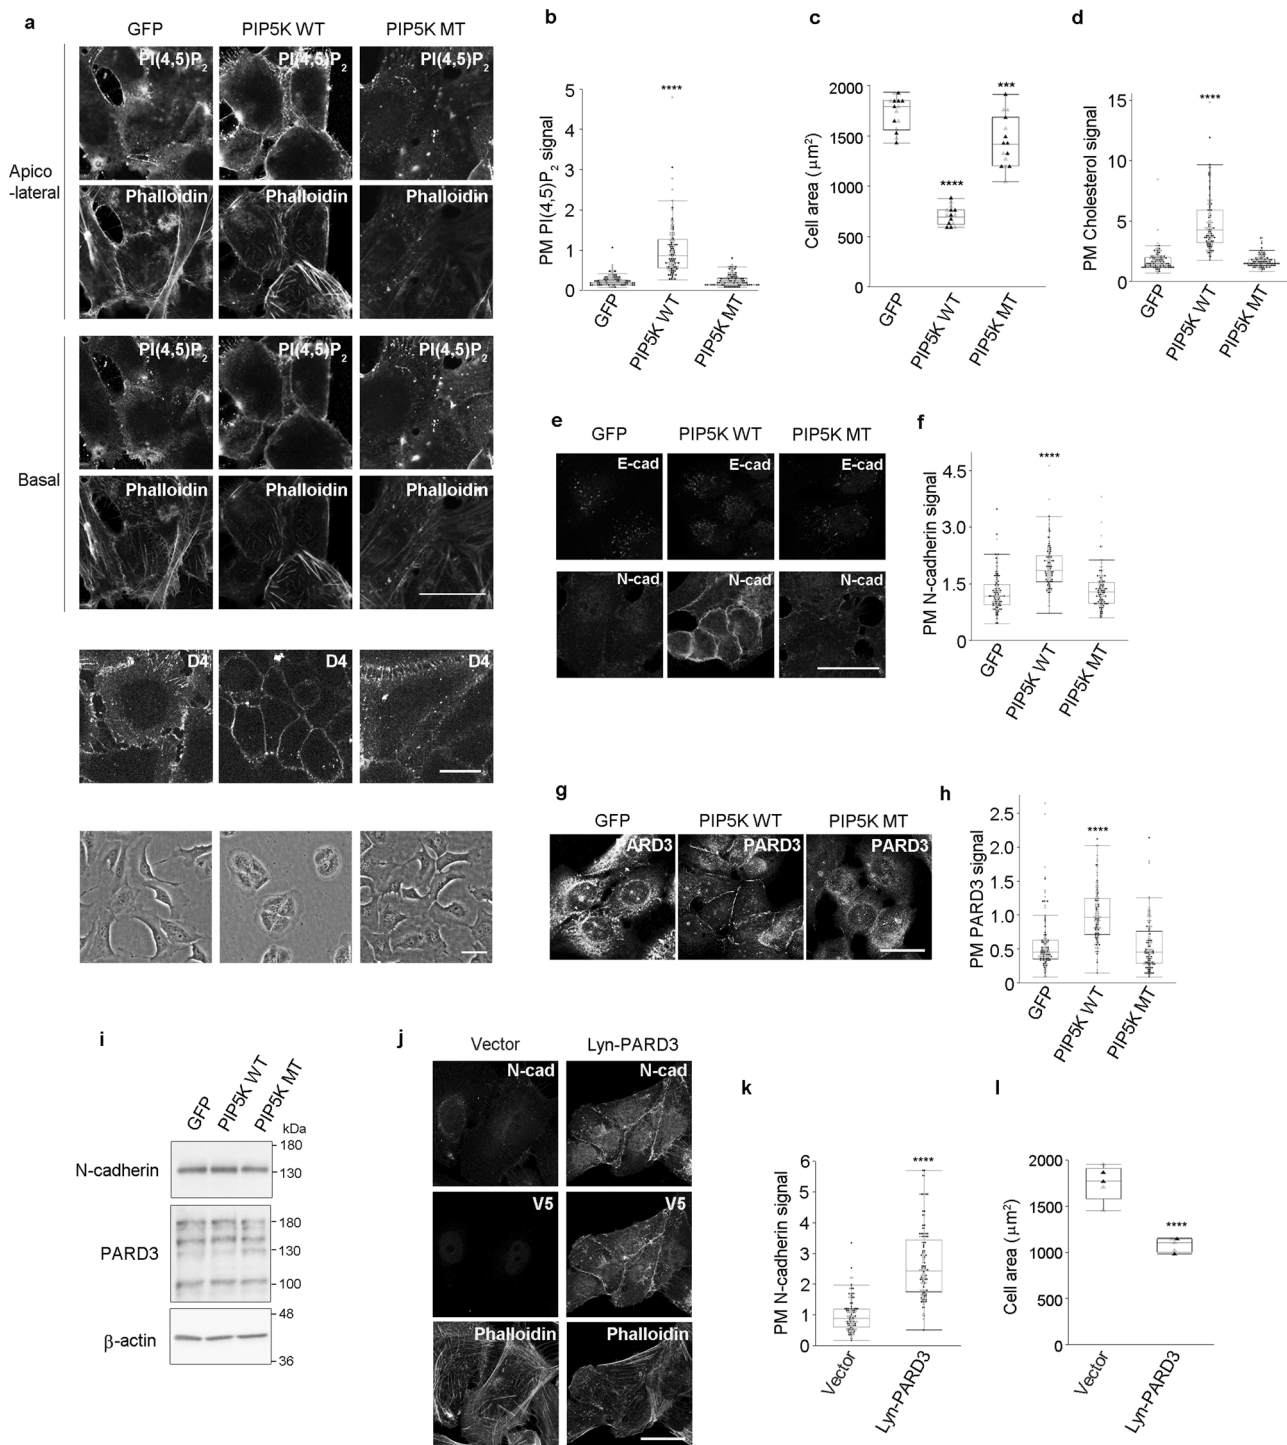 a
GFP
PIP5K WT
PIP5K MT
Apico
-lateral
PI(4,5)P2
PI(4,5)P2
PI(4,5)P2
Phalloidin
Phalloidin
Phalloidin
Basal
PI(4,5)P2
PI(4,5)P2
PI(4,5)P2
Phalloidin
Phalloidin
Phalloidin
D4
D4
D4
b
PM PI(4,5)P2 signal
5
4
3
2
1
0
****
GFP
PIP5K WT
PIP5K MT
c
Cell area (μm²)
2000
1500
1000
500
0
****
***
GFP
PIP5K WT
PIP5K MT
d
PM Cholesterol signal
15
10
5
0
****
GFP
PIP5K WT
PIP5K MT
e
GFP
PIP5K WT
PIP5K MT
E-cad
E-cad
E-cad
N-cad
N-cad
N-cad
f
PM N-cadherin signal
4.5
3.0
1.5
0
****
GFP
PIP5K WT
PIP5K MT
g
GFP
PIP5K WT
PIP5K MT
PARD3
PARD3
PARD3
h
PM PARD3 signal
2.5
2.0
1.5
1.0
0.5
0
****
GFP
PIP5K WT
PIP5K MT
i
GFP
PIP5K WT
PIP5K MT
kDa
N-cadherin
180
130
PARD3
180
130
100
β-actin
48
36
j
Vector
Lyn-PARD3
N-cad
N-cad
V5
V5
Phalloidin
Phalloidin
k
PM N-cadherin signal
6
5
4
3
2
1
0
****
Vector
Lyn-PARD3
l
Cell area (μm²)
2000
1500
1000
500
0
****
Vector
Lyn-PARD3